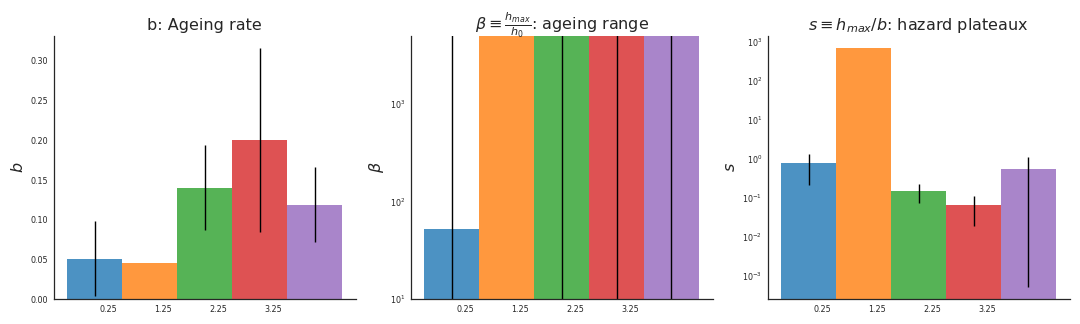 b: Ageing rate
b
0.30
0.25
0.20
0.15
0.10
0.05
0.00
0.25 1.25 2.25 3.25
β ≡ h_max/h_0: ageing range
β
10³
10²
10¹
0.25 1.25 2.25 3.25
s ≡ h_max/b: hazard plateaux
s
10³
10²
10¹
10⁰
10⁻¹
10⁻²
10⁻³
0.25 1.25 2.25 3.25